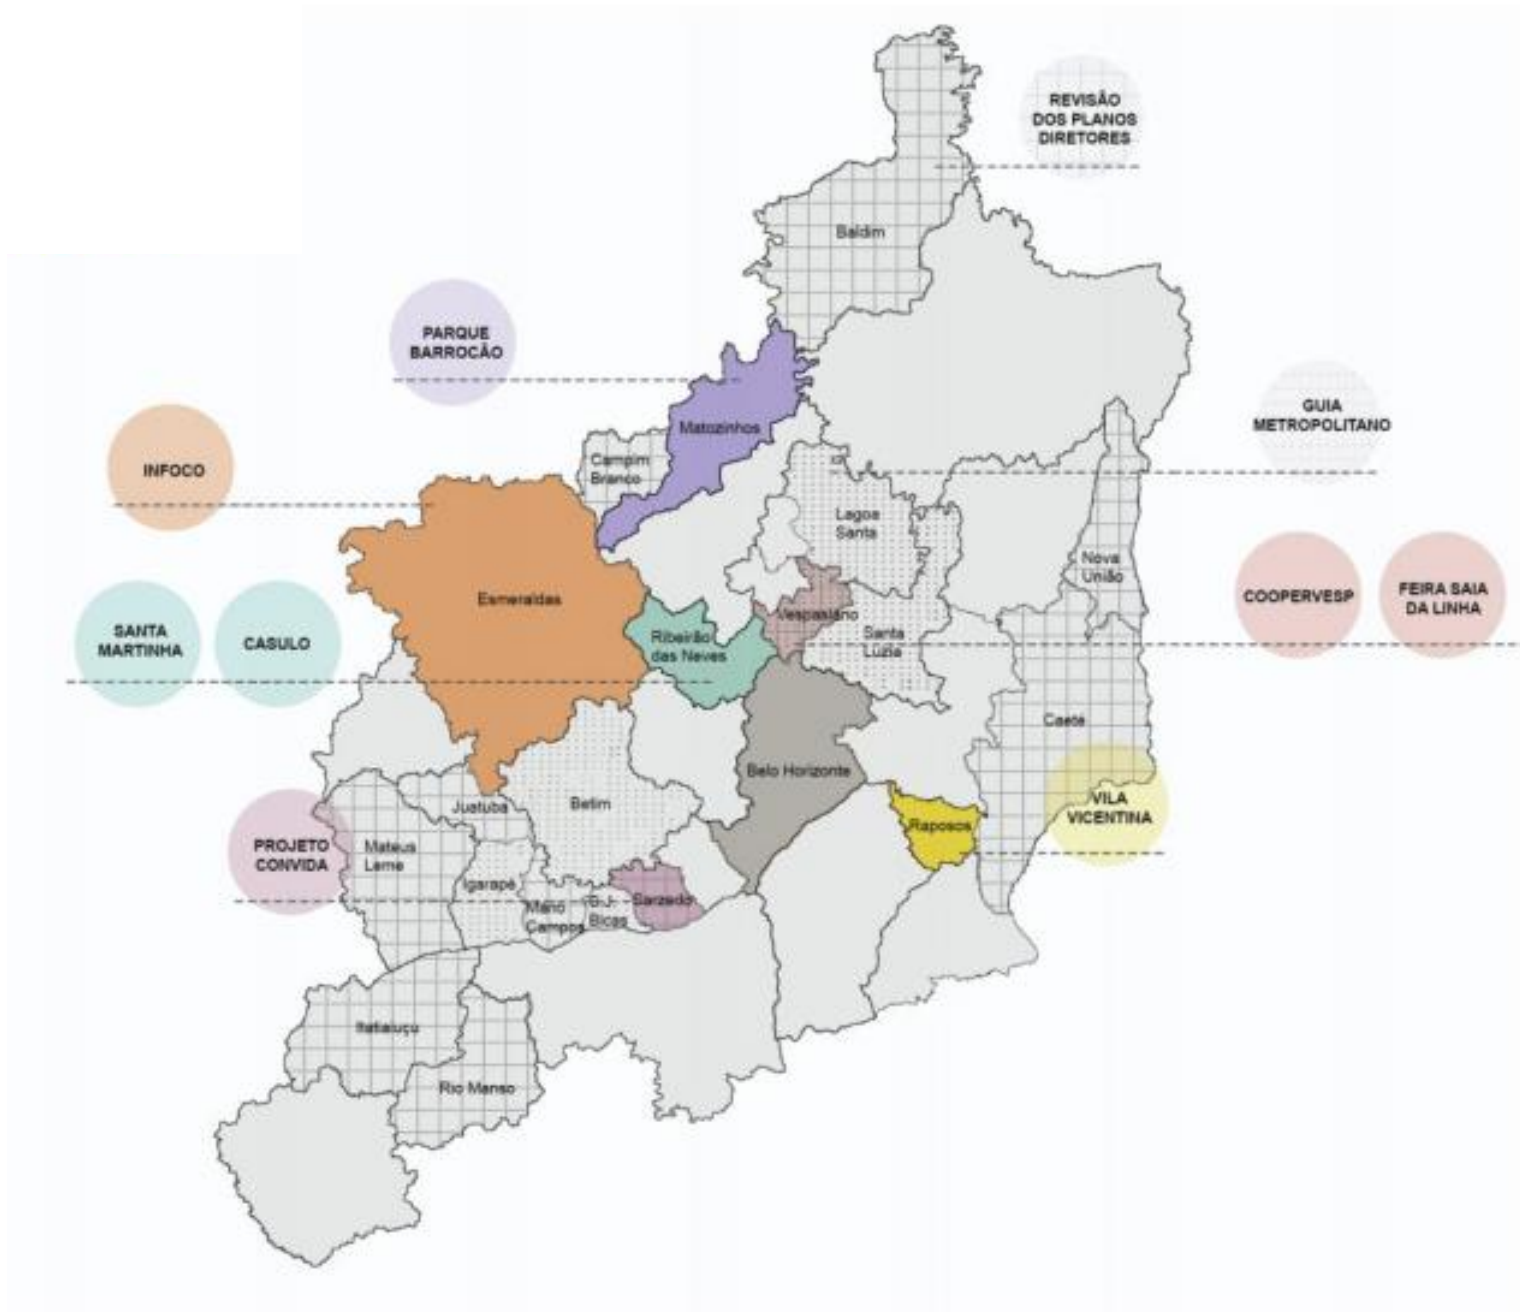 REVISÃO
DOS PLANOS
DIRETORES
Baldim
PARQUE
BARROCÃO
GUIA
METROPOLITANO
Matozinhos
INFOCO
Campim
Branco
Lagoa
Santa
Nova
União
Esmeraldas
COOPERVESP
FEIRA SAIA
DA LINHA
Vespasiano
SANTA
MARTINHA
CASULO
Ribeirão
das Neves
Santa
Luzia
Caeté
Belo Horizonte
Juatuba
Betim
VILA
VICENTINA
Raposos
PROJETO
CONVIDA
Mateus
Leme
Igarapé
Mário
Campos
S.J.
Bicas
Sarzedo
Itatiaiuçu
Rio Manso